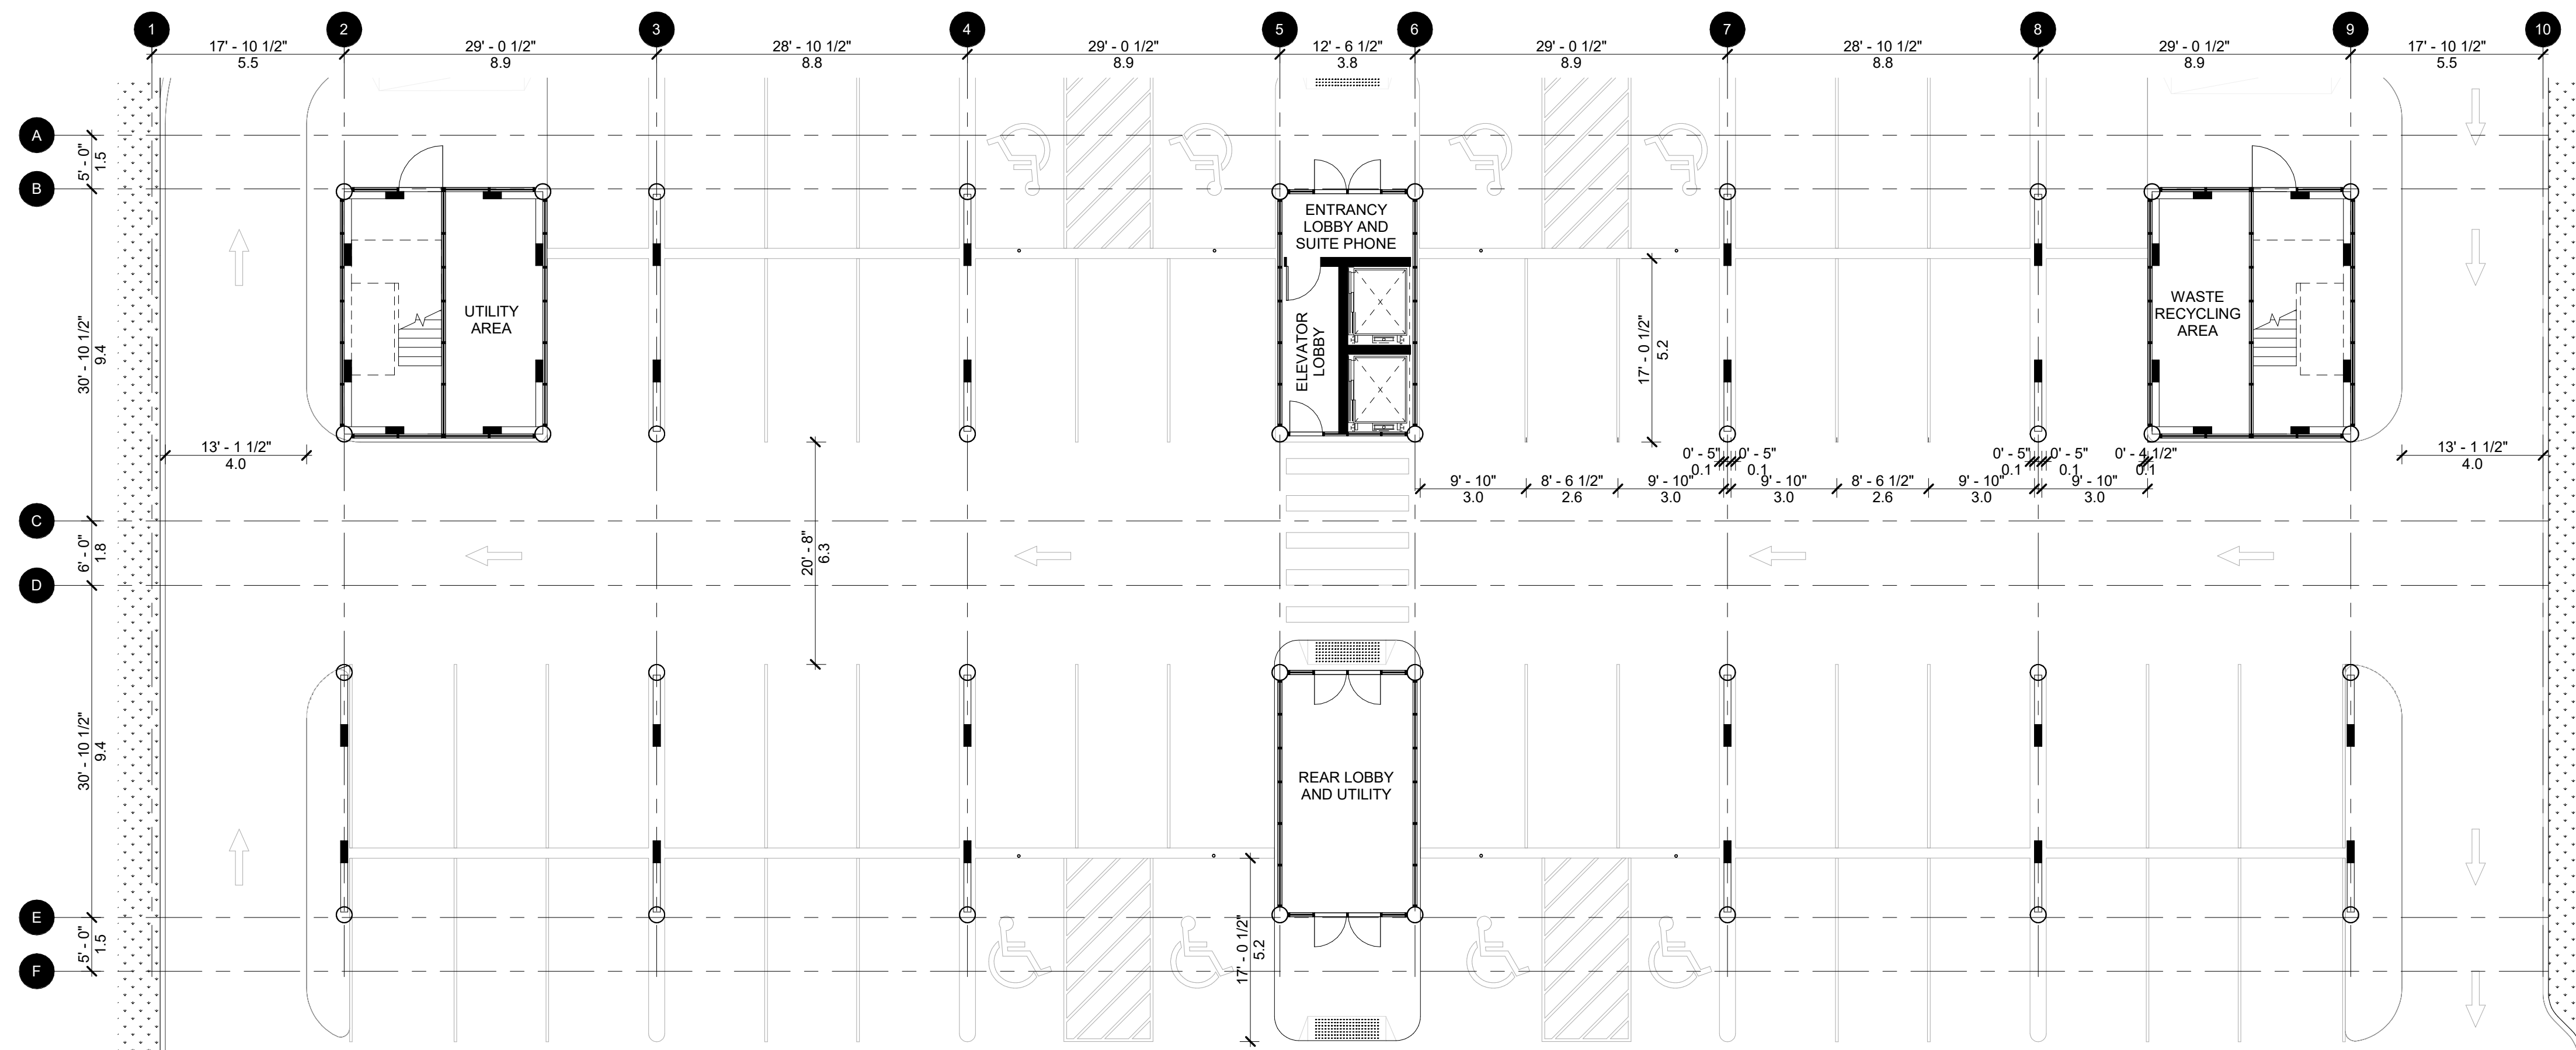 1 2 3 4 5 6 7 8 9 10
17' - 10 1/2" 29' - 0 1/2" 28' - 10 1/2" 29' - 0 1/2" 12' - 6 1/2" 29' - 0 1/2" 28' - 10 1/2" 29' - 0 1/2" 17' - 10 1/2"
5.5 8.9 8.8 8.9 3.8 8.9 8.8 8.9 5.5
A
5' - 0"
1.5
B
30' - 10 1/2"
9.4
C
6' - 0"
1.8
D
30' - 10 1/2"
9.4
E
5' - 0"
1.5
F
UTILITY
AREA
ENTRANCY
LOBBY AND
SUITE PHONE
ELEVATOR
LOBBY
X
X
17' - 0 1/2"
5.2
WASTE
RECYCLING
AREA
13' - 1 1/2"
4.0
20' - 8"
6.3
0' - 5" 0' - 5" 0' - 5" 0' - 5" 0' - 4 1/2"
0.1 0.1 0.1 0.1 0.1
13' - 1 1/2"
4.0
9' - 10" 8' - 6 1/2" 9' - 10" 9' - 10" 8' - 6 1/2" 9' - 10" 9' - 10"
3.0 2.6 3.0 3.0 2.6 3.0 3.0
REAR LOBBY
AND UTILITY
17' - 0 1/2"
5.2